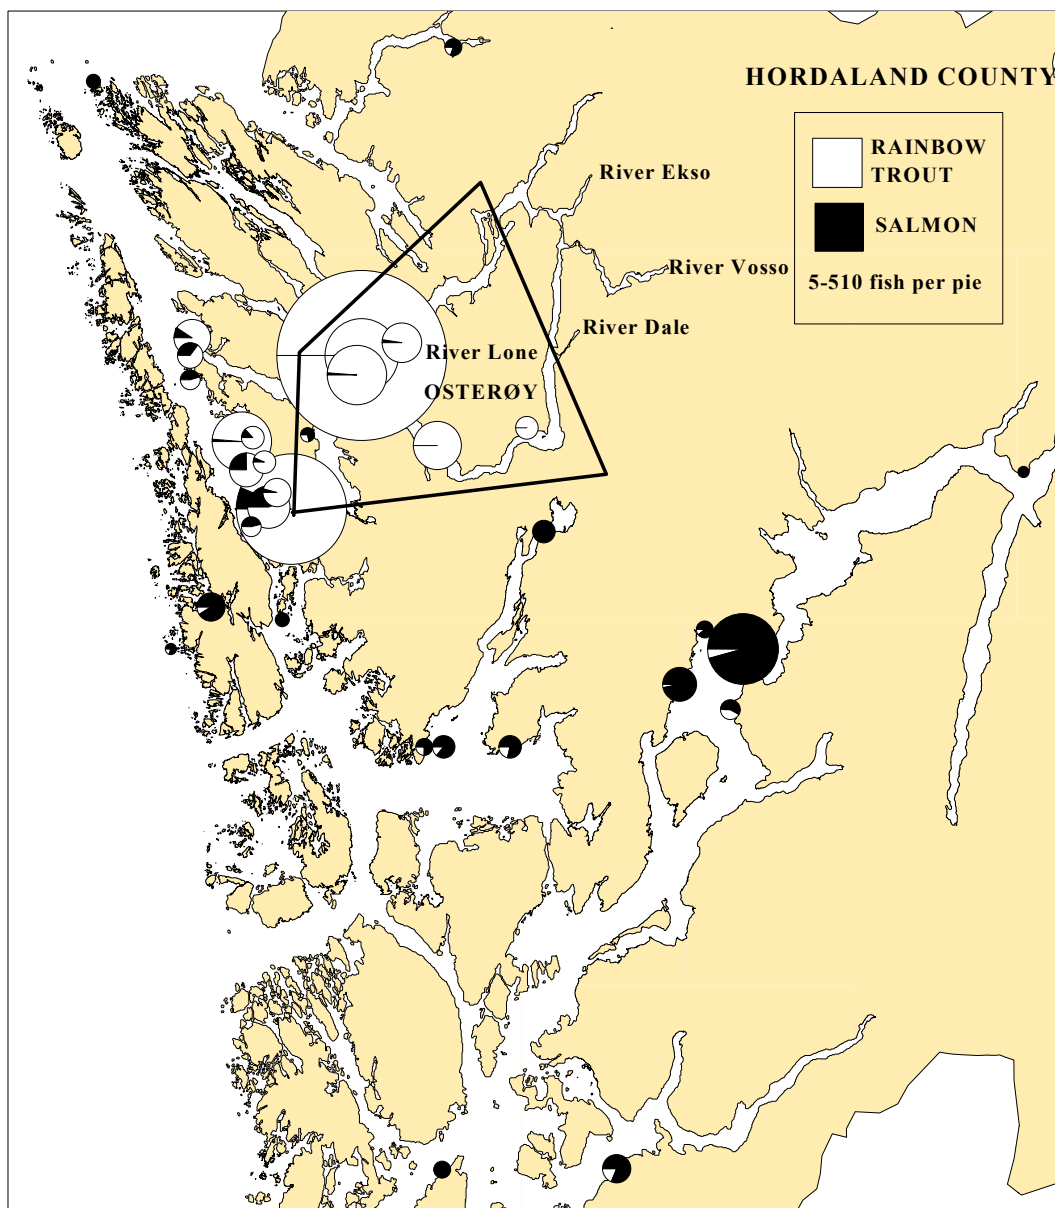 HORDALAND COUNTY
RAINBOW
TROUT
SALMON
5-510 fish per pie
River Ekso
River Vosso
River Dale
River Lone
OSTERØY